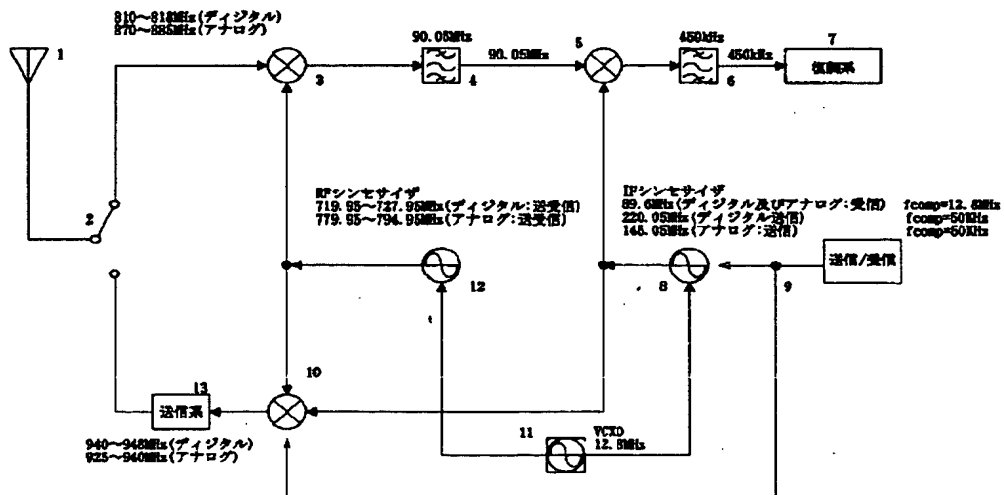 810〜818MHz(ディジタル)
870〜885MHz(アナログ)
1
2
3
90.05MHz
4
90.05MHz
5
450kHz
6
450kHz
7
復調系
RFシンセサイザ
719.95〜727.95MHz(ディジタル:送受信)
779.95〜794.95MHz(アナログ:送受信)
12
IFシンセサイザ
89.6MHz(ディジタル及びアナログ:受信) fcomp=12.8MHz
220.05MHz(ディジタル送信) fcomp=50KHz
145.05MHz(アナログ:送信) fcomp=50KHz
8
9
送信/受信
10
13
送信系
940〜948MHz(ディジタル)
925〜940MHz(アナログ)
11
VCXO
12.8MHz